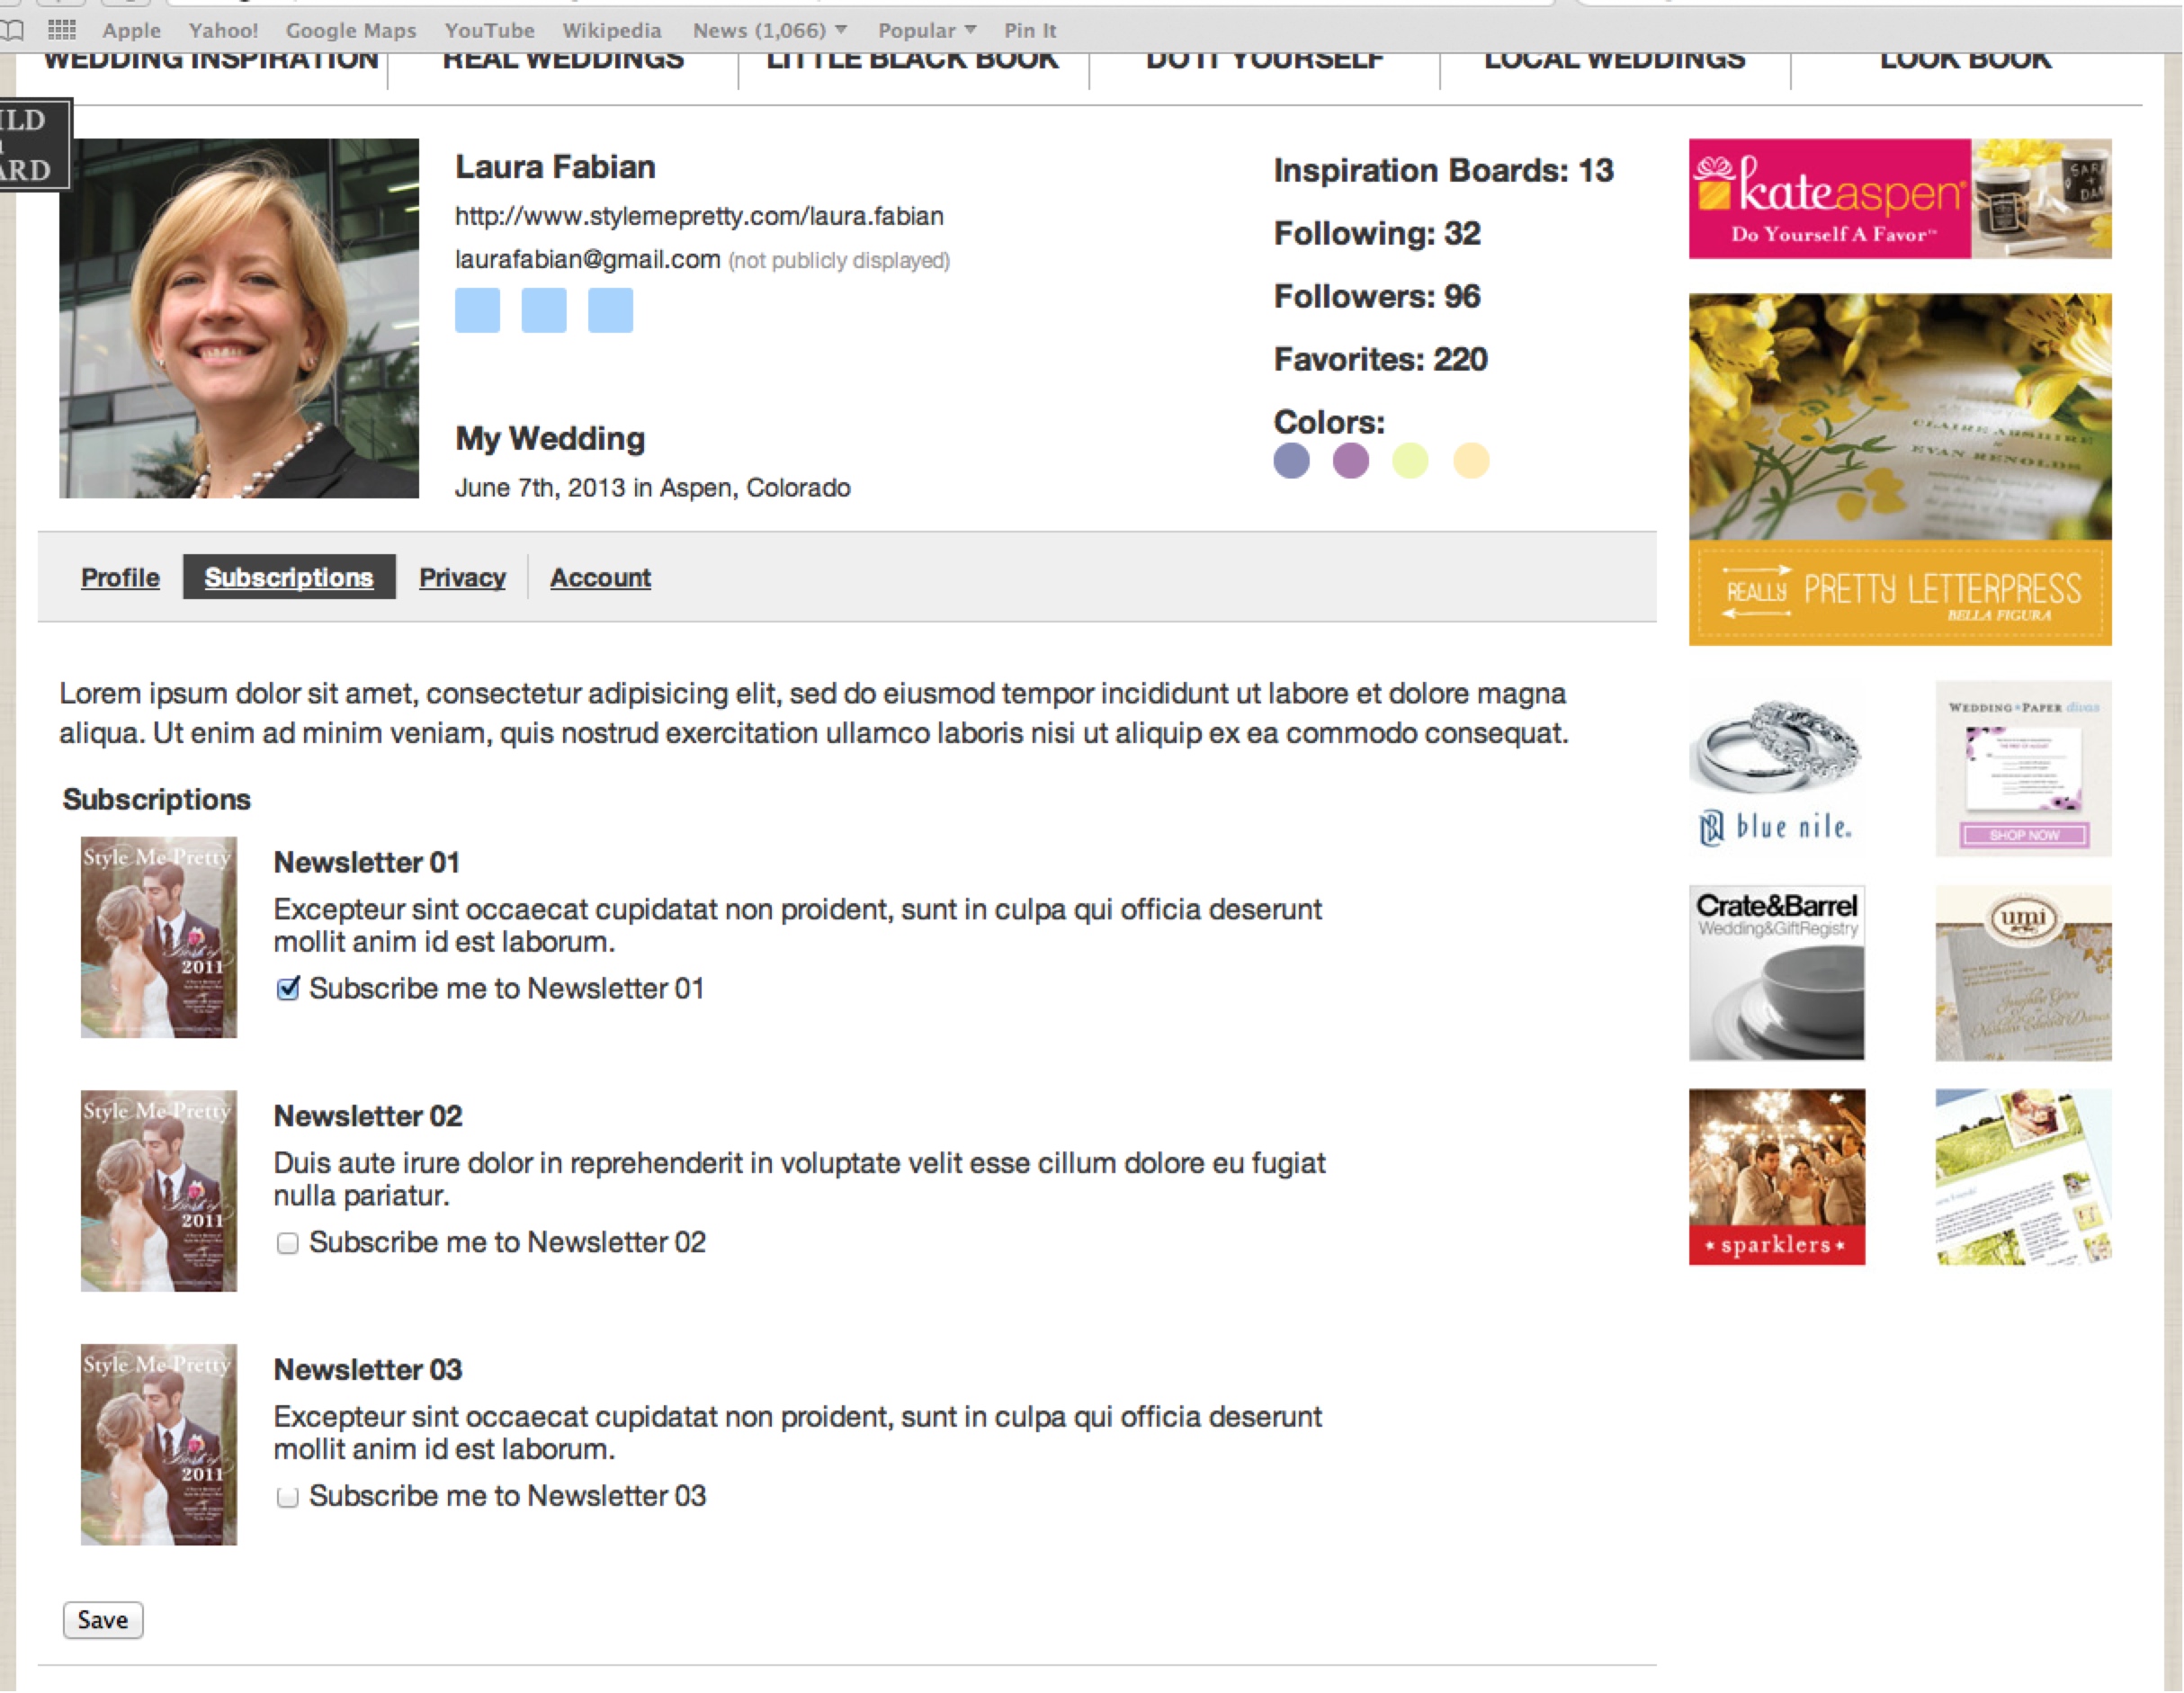 Apple Yahoo! Google Maps YouTube Wikipedia News (1,066) Popular Pin It
WEDDING INSPIRATION REAL WEDDINGS LITTLE BLACK BOOK DO IT YOURSELF LOCAL WEDDINGS LOOK BOOK
ILD
ARD
Laura Fabian
http://www.stylemepretty.com/laura.fabian
laurafabian@gmail.com (not publicly displayed)
My Wedding
June 7th, 2013 in Aspen, Colorado
Inspiration Boards: 13
Following: 32
Followers: 96
Favorites: 220
Colors:
Profile Subscriptions Privacy Account
Lorem ipsum dolor sit amet, consectetur adipisicing elit, sed do eiusmod tempor incididunt ut labore et dolore magna
aliqua. Ut enim ad minim veniam, quis nostrud exercitation ullamco laboris nisi ut aliquip ex ea commodo consequat.
Subscriptions
Style Me Pretty
Best of
2011
Newsletter 01
Excepteur sint occaecat cupidatat non proident, sunt in culpa qui officia deserunt
mollit anim id est laborum.
Subscribe me to Newsletter 01
Style Me Pretty
Best of
2011
Newsletter 02
Duis aute irure dolor in reprehenderit in voluptate velit esse cillum dolore eu fugiat
nulla pariatur.
Subscribe me to Newsletter 02
Style Me Pretty
Best of
2011
Newsletter 03
Excepteur sint occaecat cupidatat non proident, sunt in culpa qui officia deserunt
mollit anim id est laborum.
Subscribe me to Newsletter 03
Save
kateaspen®
Do Yourself A Favor™
SARA
+
DAN
CLAIRE ABSHIRE
EVAN RENOLDS
REALLY PRETTY LETTERPRESS
BELLA FIGURA
blue nile.
WEDDING PAPER divas
SHOP NOW
Crate&Barrel
Wedding&GiftRegistry
umi
sparklers